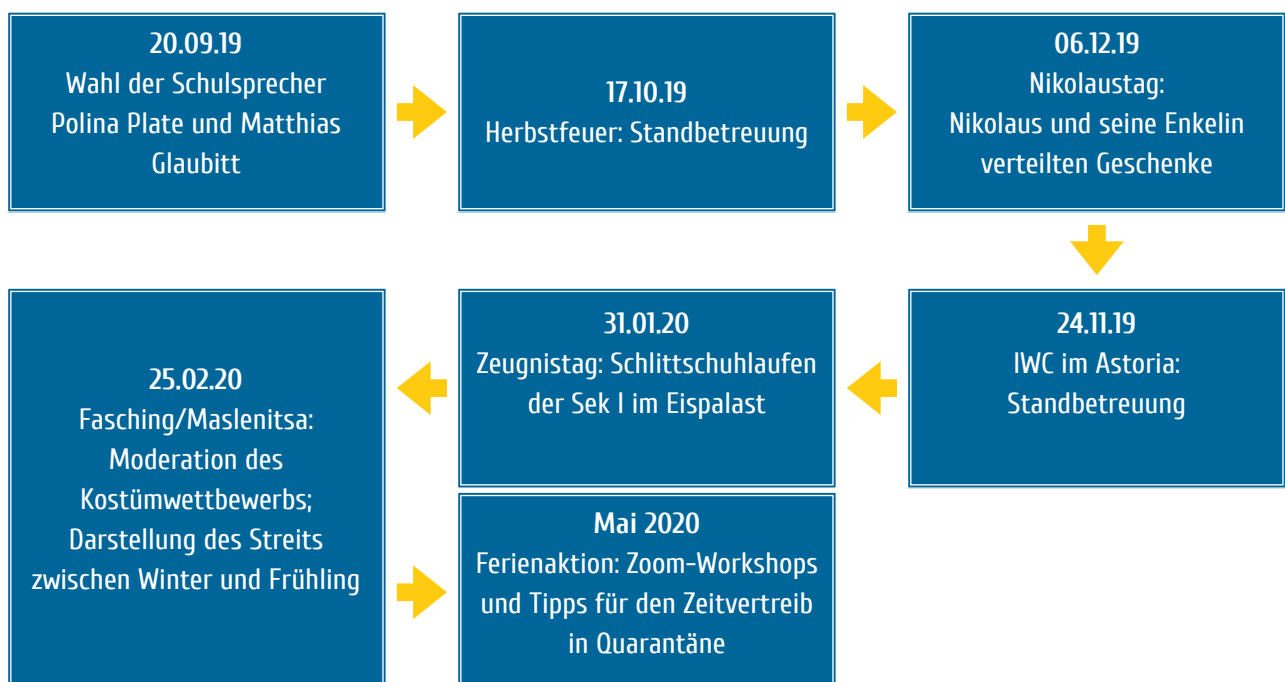 20.09.19
Wahl der Schulsprecher
Polina Plate und Matthias
Glaubitt
17.10.19
Herbstfeuer: Standbetreuung
06.12.19
Nikolaustag:
Nikolaus und seine Enkelin
verteilten Geschenke
24.11.19
IWC im Astoria:
Standbetreuung
31.01.20
Zeugnistag: Schlittschuhlaufen
der Sek I im Eispalast
25.02.20
Fasching/Maslenitsa:
Moderation des
Kostümwettbewerbs;
Darstellung des Streits
zwischen Winter und Frühling
Mai 2020
Ferienaktion: Zoom-Workshops
und Tipps für den Zeitvertreib
in Quarantäne